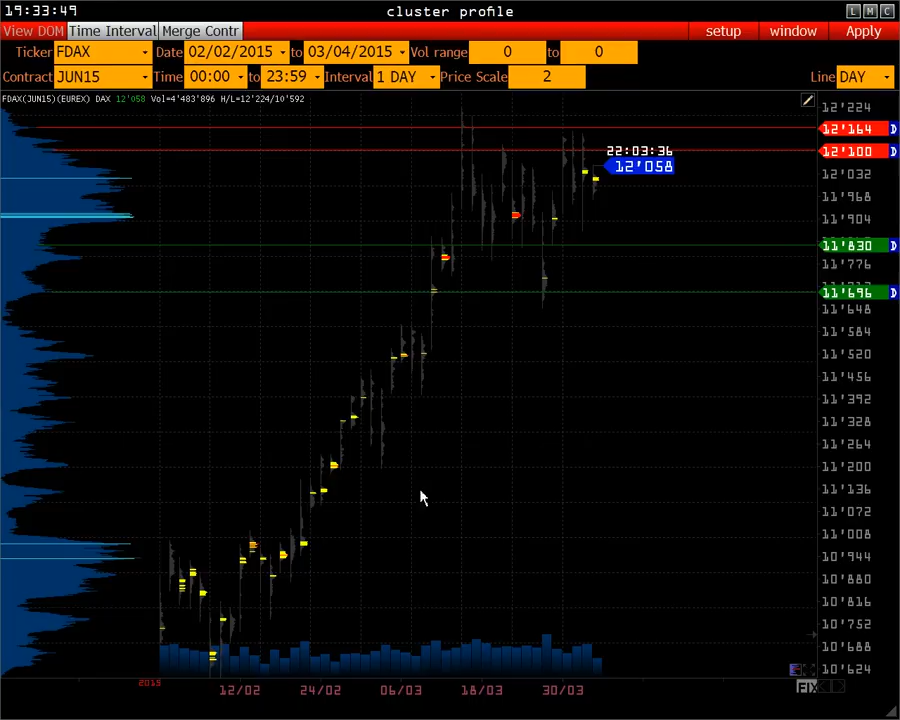 19:33:49 cluster profile L M C
View DOM Time Interval Merge Contr setup window Apply
Ticker FDAX Date 02/02/2015 to 03/04/2015 Vol range 0 to 0
Contract JUN15 Time 00:00 to 23:59 Interval 1 DAY Price Scale 2 Line DAY
FDAX(JUN15)(EUREX) DAX 12'058 Vol=4'483'896 H/L=12'224/10'592
12'224
12'164 D
22:03:36
12'100 D
12'058
12'032
11'968
11'904
11'830 D
11'776
11'696 D
11'648
11'584
11'520
11'456
11'392
11'328
11'264
11'200
11'136
11'072
11'008
10'944
10'880
10'816
10'752
10'688
10'624
2015 12/02 24/02 06/03 18/03 30/03 FIX